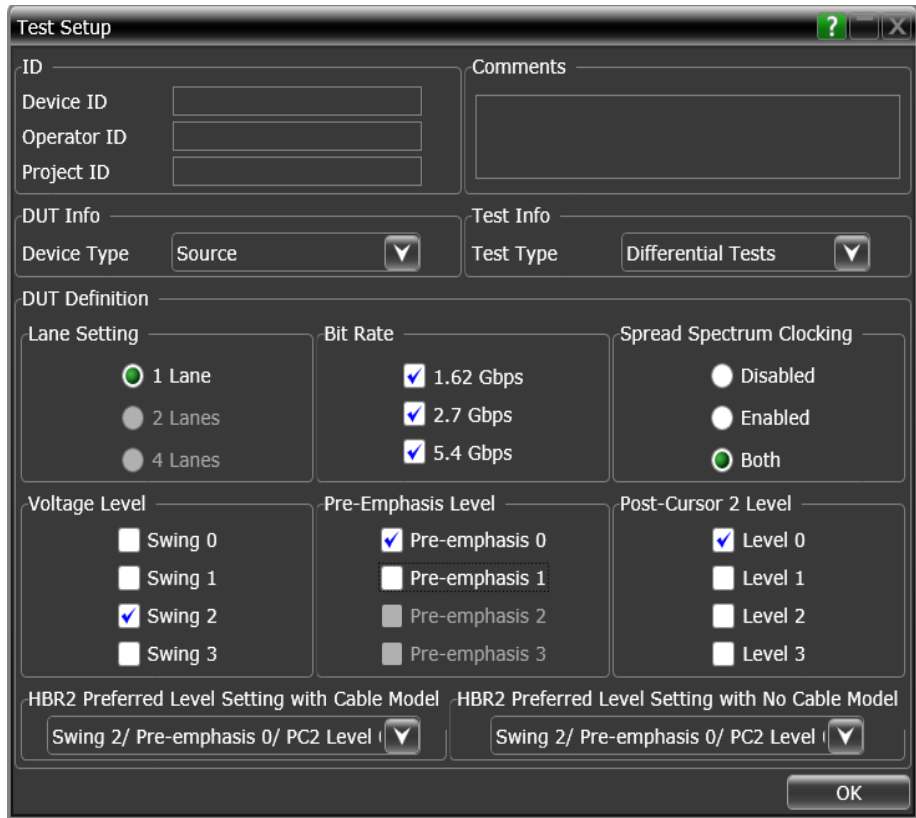 Test Setup
?
X
ID
Device ID
Operator ID
Project ID
Comments
DUT Info
Device Type
Source
Test Info
Test Type
Differential Tests
DUT Definition
Lane Setting
1 Lane
2 Lanes
4 Lanes
Bit Rate
1.62 Gbps
2.7 Gbps
5.4 Gbps
Spread Spectrum Clocking
Disabled
Enabled
Both
Voltage Level
Swing 0
Swing 1
Swing 2
Swing 3
Pre-Emphasis Level
Pre-emphasis 0
Pre-emphasis 1
Pre-emphasis 2
Pre-emphasis 3
Post-Cursor 2 Level
Level 0
Level 1
Level 2
Level 3
HBR2 Preferred Level Setting with Cable Model
Swing 2/ Pre-emphasis 0/ PC2 Level
HBR2 Preferred Level Setting with No Cable Model
Swing 2/ Pre-emphasis 0/ PC2 Level
OK